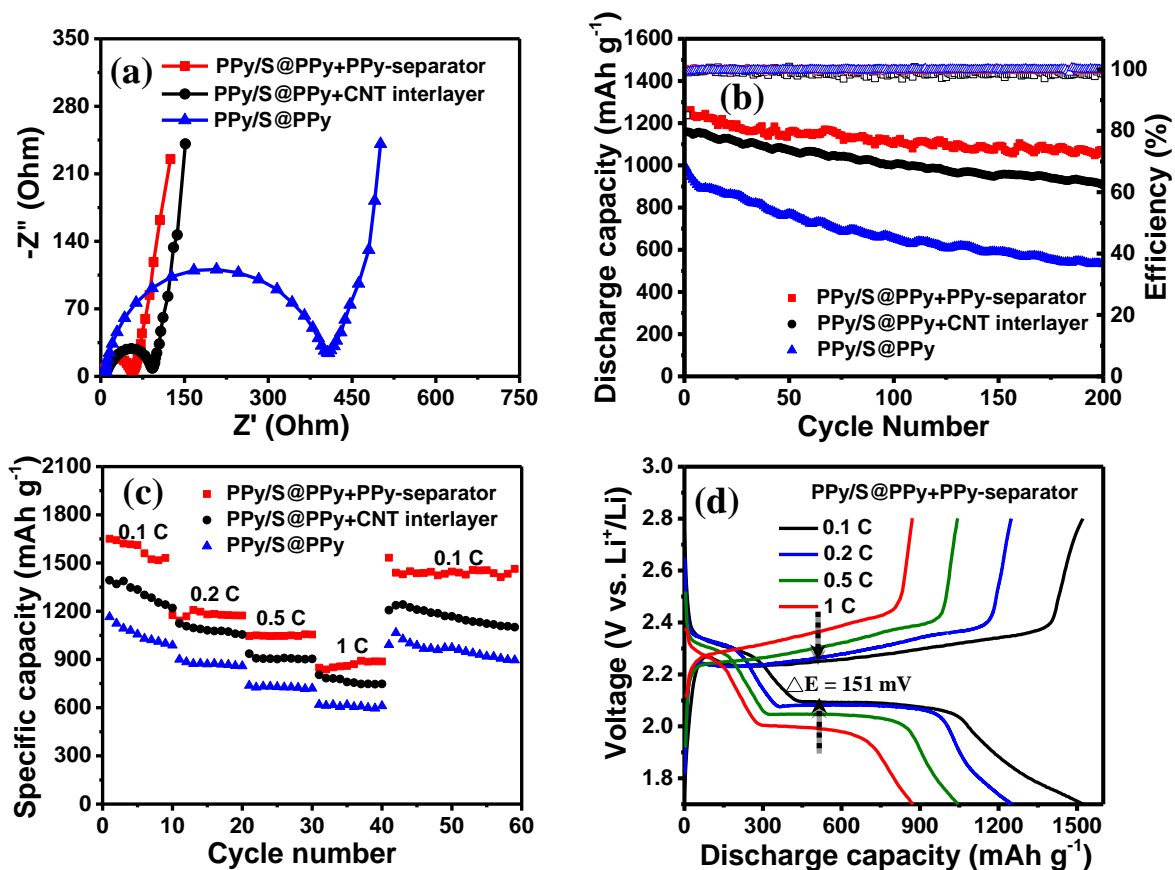 (a)
PPy/S@PPy+PPy-separator
PPy/S@PPy+CNT interlayer
PPy/S@PPy
350
280
210
140
70
0
0 150 300 450 600 750
-Z" (Ohm)
Z' (Ohm)
(b)
1600
1400
1200
1000
800
600
400
200
0
100
80
60
40
20
0
0 50 100 150 200
PPy/S@PPy+PPy-separator
PPy/S@PPy+CNT interlayer
PPy/S@PPy
Discharge capacity (mAh g⁻¹)
Efficiency (%)
Cycle Number
(c)
PPy/S@PPy+PPy-separator
PPy/S@PPy+CNT interlayer
PPy/S@PPy
2100
1800
1500
1200
900
600
300
0
0.1 C
0.2 C
0.5 C
1 C
0.1 C
0 10 20 30 40 50 60
Specific capacity (mAh g⁻¹)
Cycle number
(d)
PPy/S@PPy+PPy-separator
0.1 C
0.2 C
0.5 C
1 C
△E = 151 mV
3.0
2.8
2.6
2.4
2.2
2.0
1.8
0 300 600 900 1200 1500
Voltage (V vs. Li⁺/Li)
Discharge capacity (mAh g⁻¹)